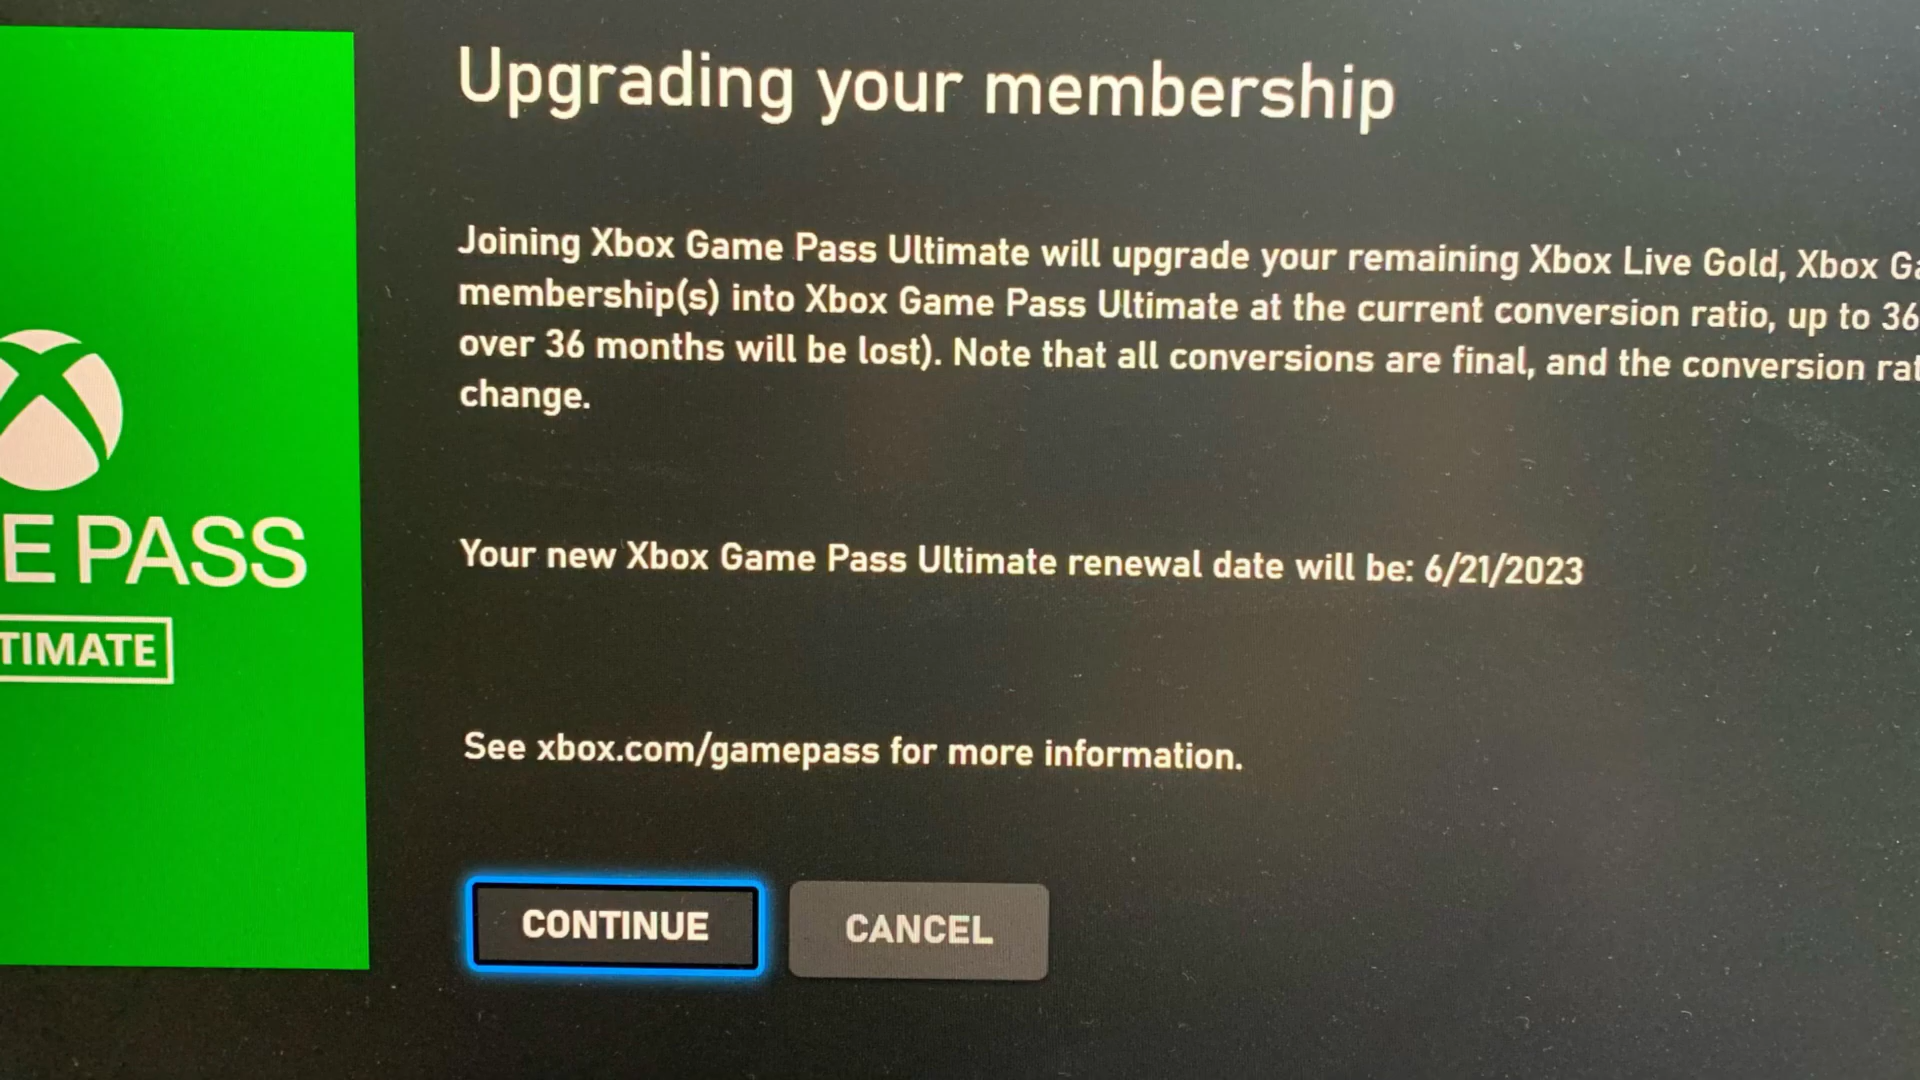 Upgrading your membership
Joining Xbox Game Pass Ultimate will upgrade your remaining Xbox Live Gold, Xbox Ga
membership(s) into Xbox Game Pass Ultimate at the current conversion ratio, up to 36
over 36 months will be lost). Note that all conversions are final, and the conversion rat
change.
E PASS
TIMATE
Your new Xbox Game Pass Ultimate renewal date will be: 6/21/2023
See xbox.com/gamepass for more information.
CONTINUE
CANCEL